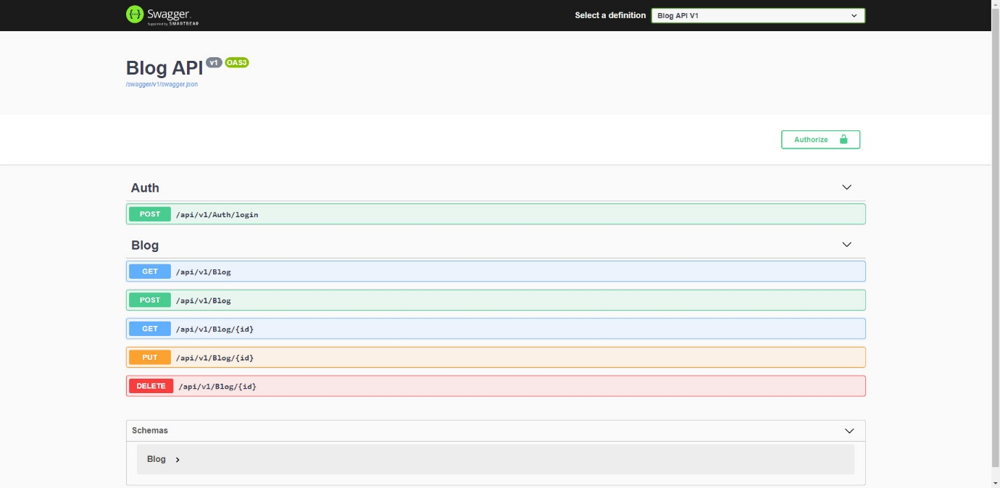 Swagger.
Supported by SMARTBEAR
Select a definition
Blog API V1
Blog API v1 OAS3
/swagger/v1/swagger.json
Authorize
Auth
POST /api/v1/Auth/login
Blog
GET /api/v1/Blog
POST /api/v1/Blog
GET /api/v1/Blog/{id}
PUT /api/v1/Blog/{id}
DELETE /api/v1/Blog/{id}
Schemas
Blog